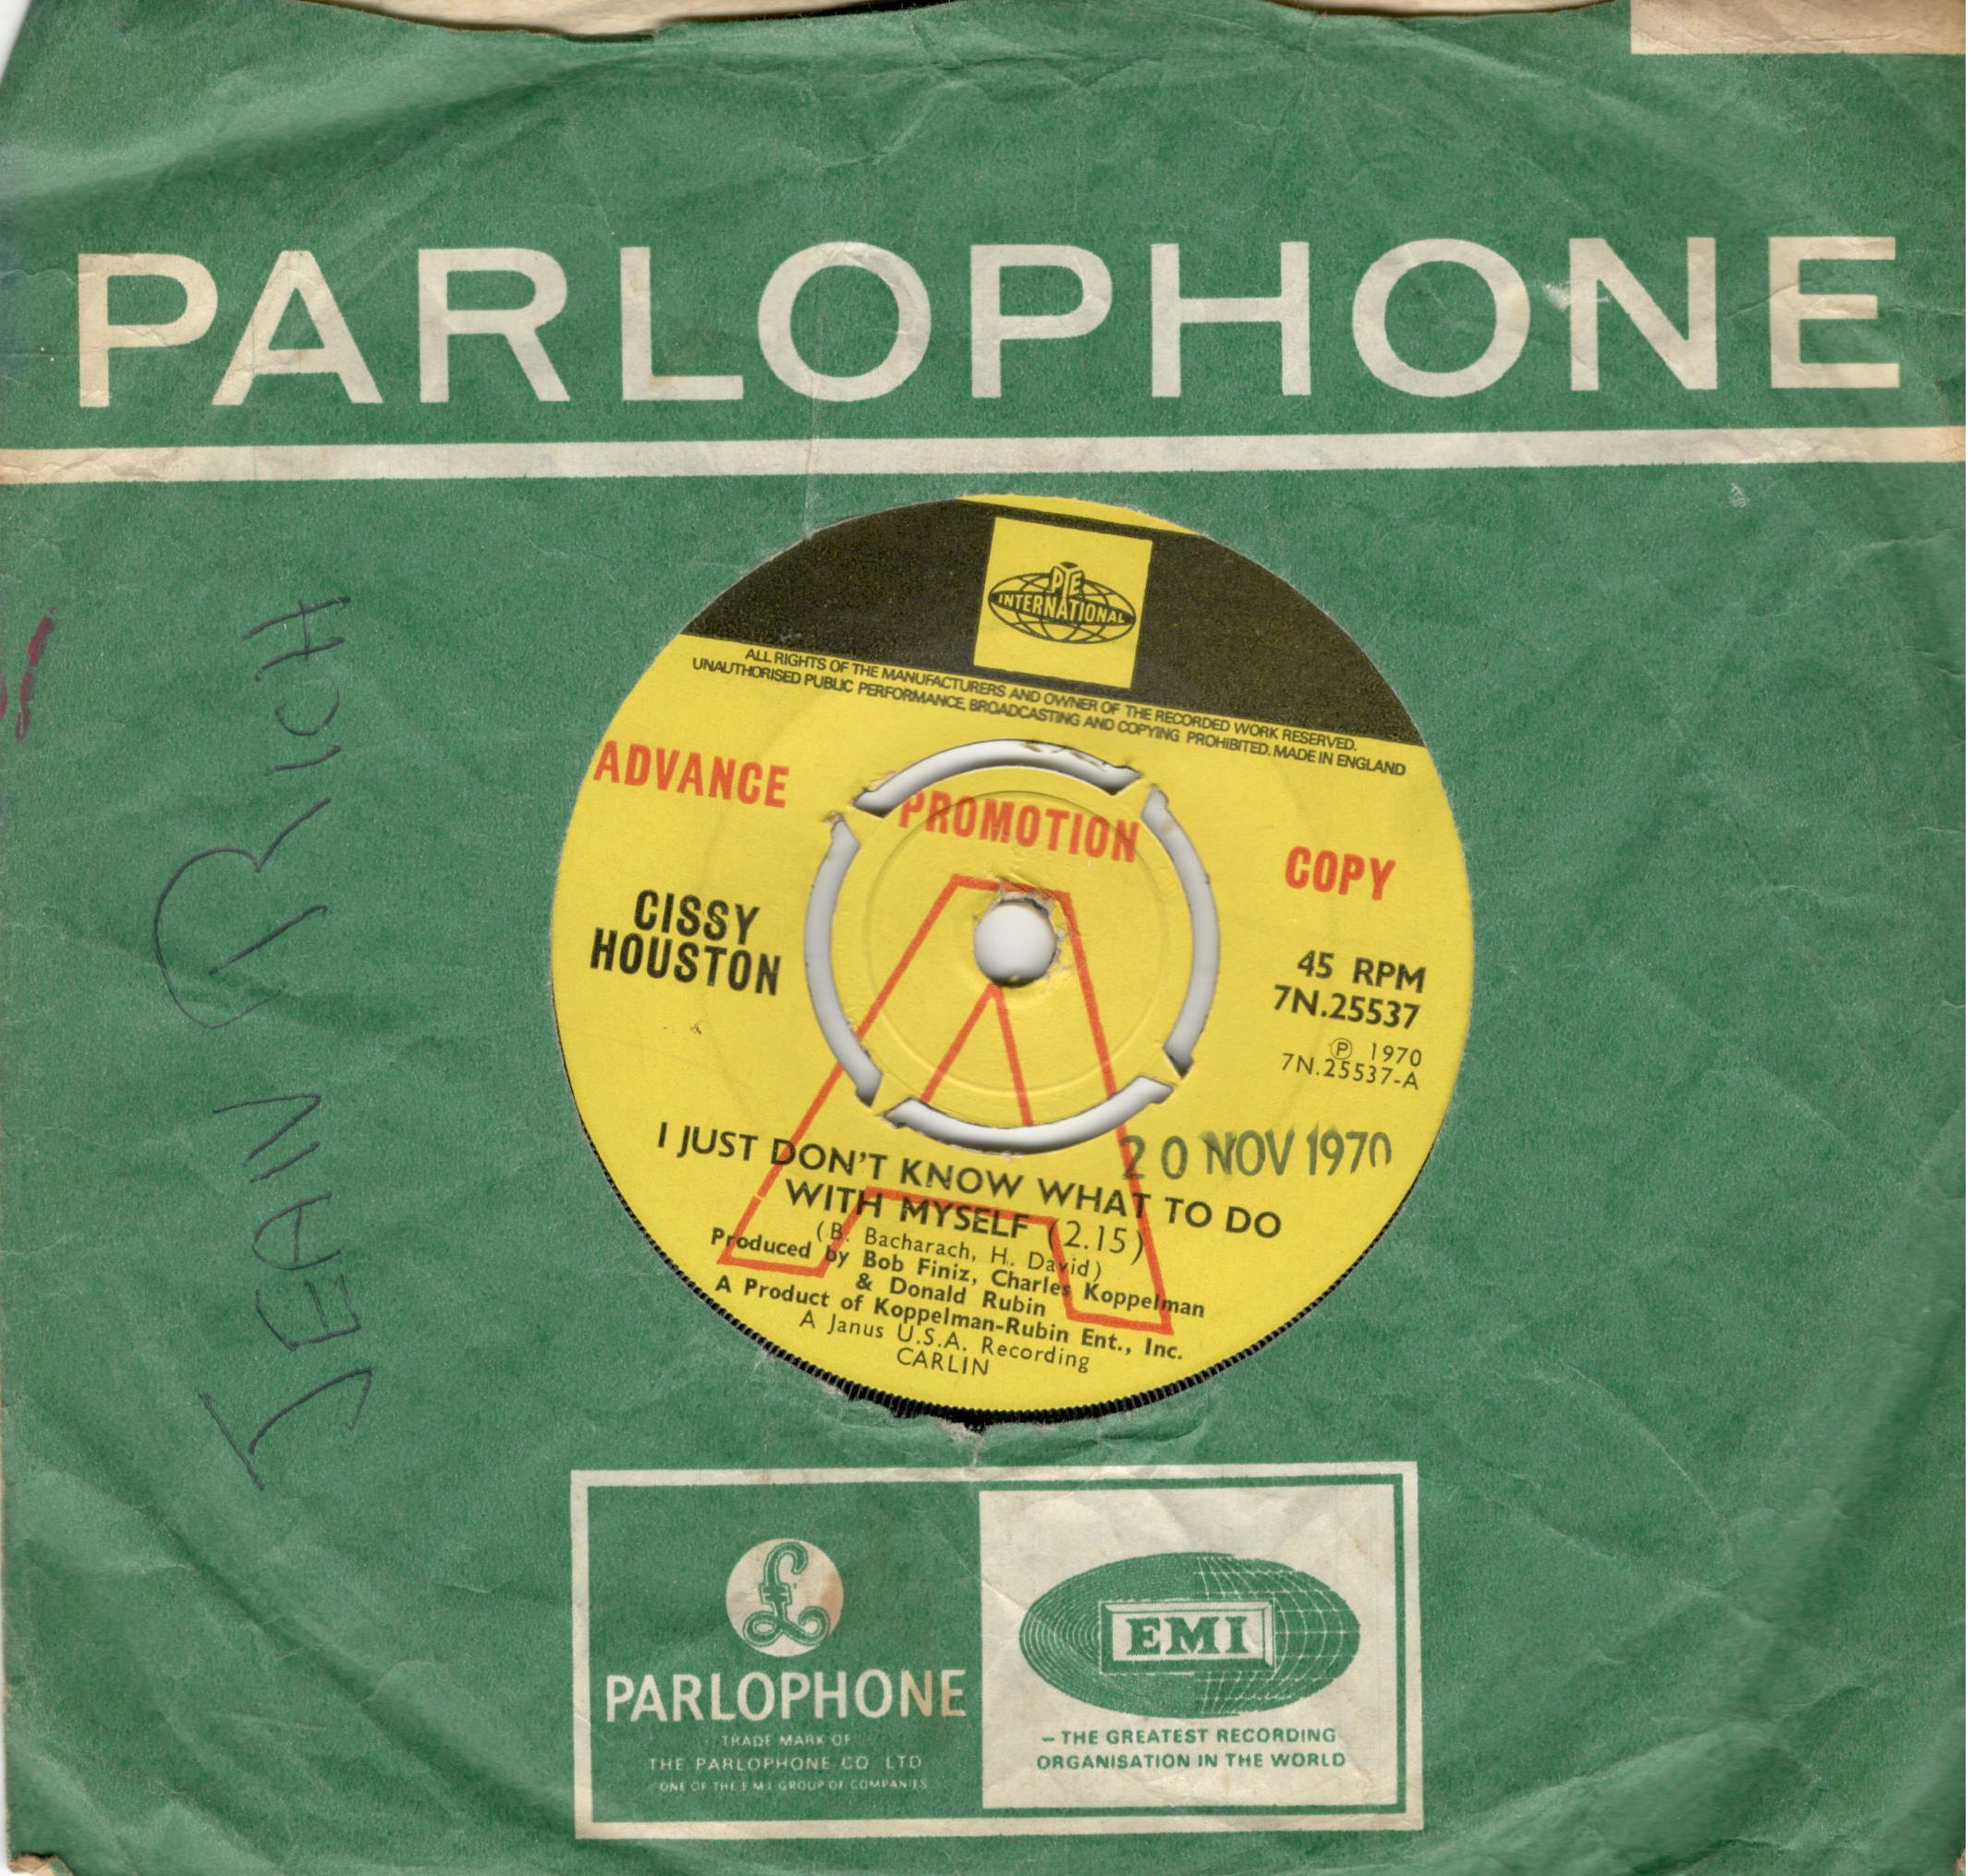 PARLOPHONE
PYE
INTERNATIONAL
ALL RIGHTS OF THE MANUFACTURERS AND OWNER OF THE RECORDED WORK RESERVED.
UNAUTHORISED PUBLIC PERFORMANCE, BROADCASTING AND COPYING PROHIBITED. MADE IN ENGLAND
ADVANCE PROMOTION COPY
A
CISSY
HOUSTON
45 RPM
7N.25537
Ⓟ 1970
7N.25537-A
20 NOV 1970
I JUST DON'T KNOW WHAT TO DO
WITH MYSELF (2.15)
(B. Bacharach, H. David)
Produced by Bob Finiz, Charles Koppelman
& Donald Rubin
A Product of Koppelman-Rubin Ent., Inc.
A Janus U.S.A. Recording
CARLIN
JEAN RICH
£
PARLOPHONE
TRADE MARK OF
THE PARLOPHONE CO LTD
ONE OF THE E M I GROUP OF COMPANIES
EMI
– THE GREATEST RECORDING
ORGANISATION IN THE WORLD